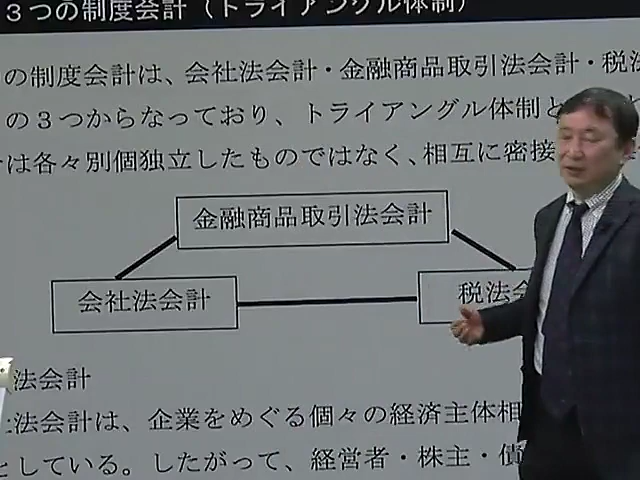 ３つの制度会計（トライアングル体制）
の制度会計は、会社法会計・金融商品取引法会計・税法
の３つからなっており、トライアングル体制と
は各々別個独立したものではなく、相互に密接
金融商品取引法会計
会社法会計
税法会
法会計
法会計は、企業をめぐる個々の経済主体相
としている。したがって、経営者・株主・債